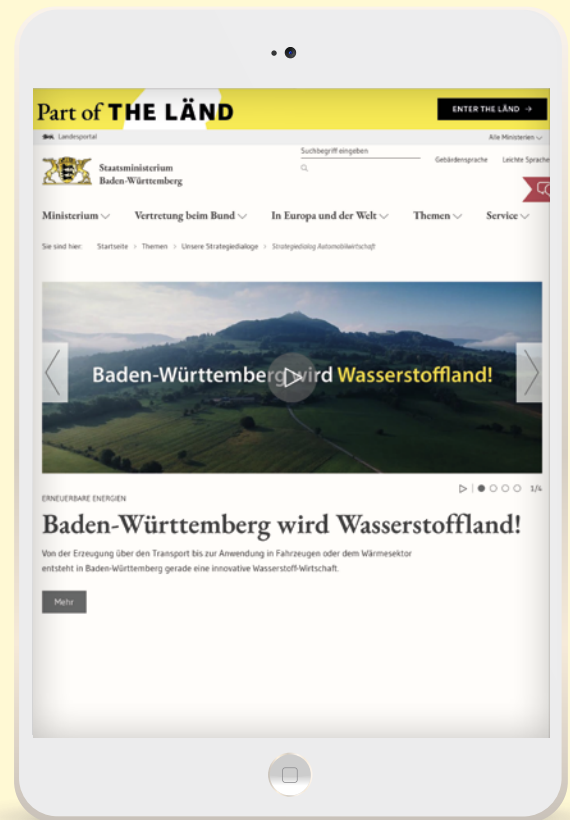 Part of THE LÄND
ENTER THE LÄND →
Landesportal
Alle Ministerien
Staatsministerium
Baden-Württemberg
Suchbegriff eingeben
Gebärdensprache Leichte Sprache
Ministerium Vertretung beim Bund In Europa und der Welt Themen Service
Sie sind hier: Startseite > Themen > Unsere Strategiedialoge > Strategiedialog Automobilwirtschaft
Baden-Württemberg wird Wasserstoffland!
1/4
ERNEUERBARE ENERGIEN
Baden-Württemberg wird Wasserstoffland!
Von der Erzeugung über den Transport bis zur Anwendung in Fahrzeugen oder dem Wärmesektor
entsteht in Baden-Württemberg gerade eine innovative Wasserstoff-Wirtschaft.
Mehr